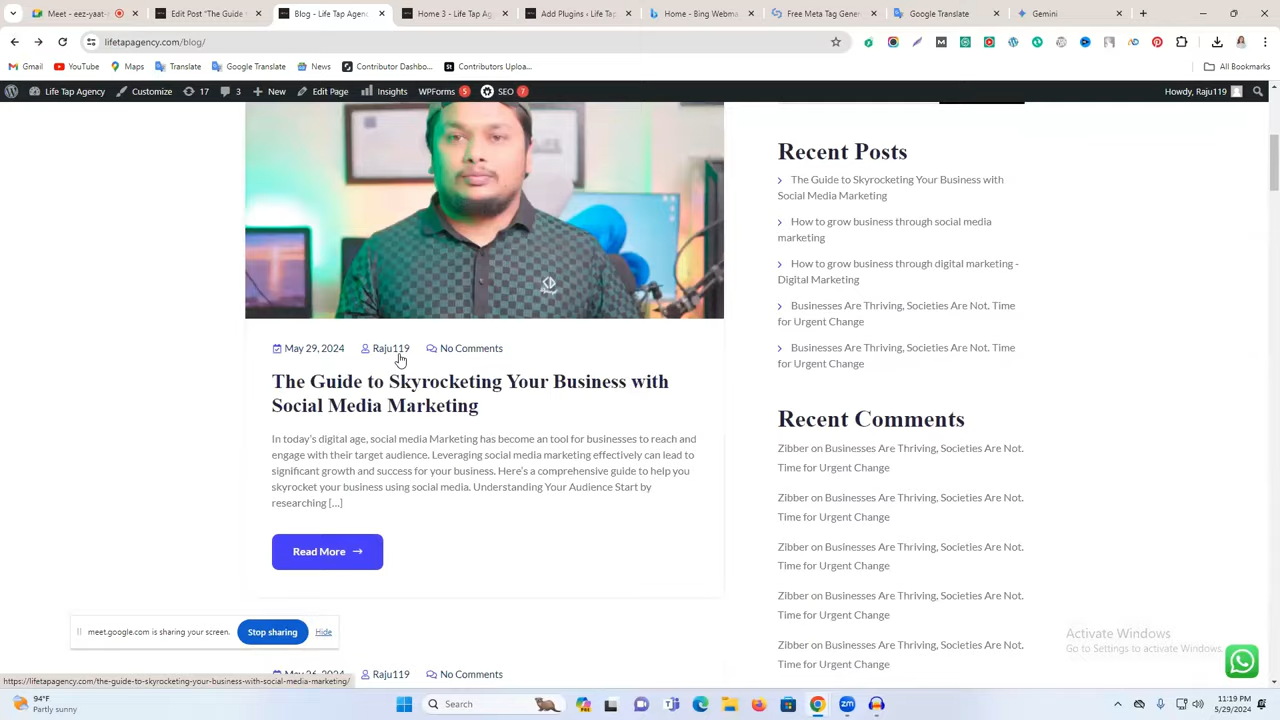 Mee
Edit Post "The Guide
Blog - Life Tap Agenc
Campaign - E
Add Plugins ‹ Life Tap
Home - Bing Webma
Free Schema Markup
Gemini
lifetapagency.com/blog/
Gmail
YouTube
Maps
Translate
Google Translate
News
Contributor Dashbo...
Contributors Uploa...
All Bookmarks
Life Tap Agency
Customize
17
3
New
Edit Page
Insights
WPForms 5
SEO 7
Howdy, Raju119
May 29, 2024
Raju119
No Comments
The Guide to Skyrocketing Your Business with
Social Media Marketing
In today's digital age, social media Marketing has become an tool for businesses to reach and
engage with their target audience. Leveraging social media marketing effectively can lead to
significant growth and success for your business. Here's a comprehensive guide to help you
skyrocket your business using social media. Understanding Your Audience Start by
researching [...]
Read More
May 26, 2024
Raju119
No Comments
Recent Posts
The Guide to Skyrocketing Your Business with
Social Media Marketing
How to grow business through social media
marketing
How to grow business through digital marketing -
Digital Marketing
Businesses Are Thriving, Societies Are Not. Time
for Urgent Change
Businesses Are Thriving, Societies Are Not. Time
for Urgent Change
Recent Comments
Zibber on Businesses Are Thriving, Societies Are Not.
Time for Urgent Change
Zibber on Businesses Are Thriving, Societies Are Not.
Time for Urgent Change
Zibber on Businesses Are Thriving, Societies Are Not.
Time for Urgent Change
Zibber on Businesses Are Thriving, Societies Are Not.
Time for Urgent Change
Zibber on Businesses Are Thriving, Societies Are Not.
Time for Urgent Change
meet.google.com is sharing your screen.
Stop sharing
Hide
Activate Windows
Go to Settings to activate Windows.
https://lifetapagency.com/the-guide-to-skyrocketing-your-business-with-social-media-marketing/
94°F
Partly sunny
Search
11:19 PM
5/29/2024